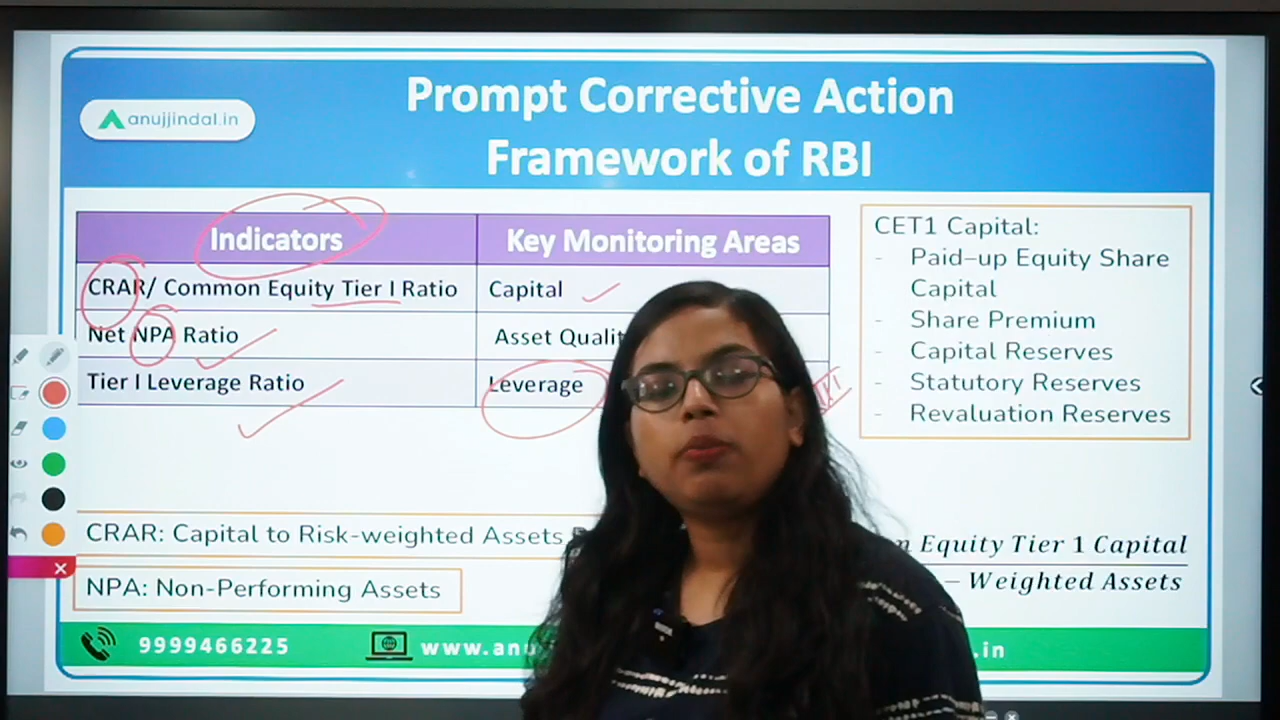 Prompt Corrective Action
Framework of RBI
anujjindal.in
Indicators
Key Monitoring Areas
CRAR/ Common Equity Tier I Ratio
Capital
Net NPA Ratio
Asset
Tier I Leverage Ratio
Leverage
CET1 Capital:
- Paid-up Equity Share
Capital
- Share Premium
- Capital Reserves
- Statutory Reserves
- Revaluation Reserves
CRAR: Capital to Risk-weighted Assets
NPA: Non-Performing Assets
Equity Tier 1 Capital
– Weighted Assets
9999466225
www.anu
.in